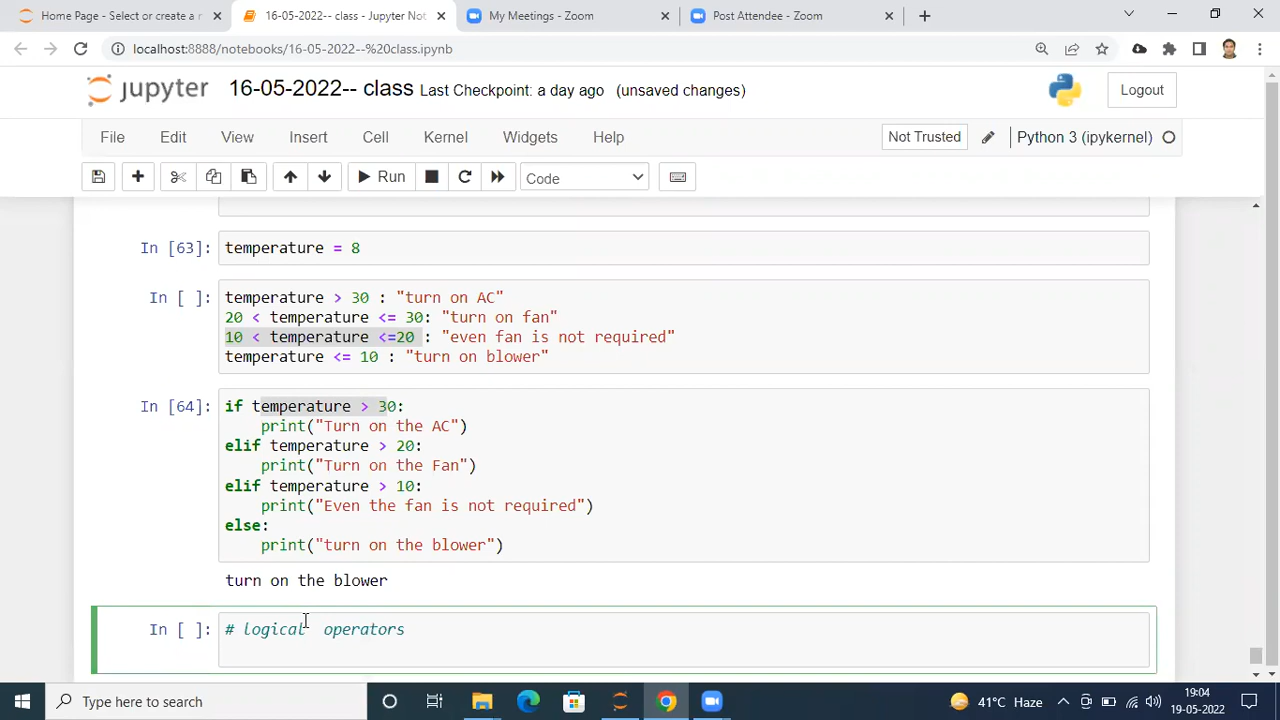 Home Page - Select or create a n
16-05-2022-- class - Jupyter Not
My Meetings - Zoom
Post Attendee - Zoom
localhost:8888/notebooks/16-05-2022--%20class.ipynb
jupyter 16-05-2022-- class Last Checkpoint: a day ago (unsaved changes)
Logout
File Edit View Insert Cell Kernel Widgets Help
Not Trusted
Python 3 (ipykernel)
Run
Code
In [63]: temperature = 8
In [ ]: temperature > 30 : "turn on AC"
20 < temperature <= 30: "turn on fan"
10 < temperature <=20 : "even fan is not required"
temperature <= 10 : "turn on blower"
In [64]: if temperature > 30:
print("Turn on the AC")
elif temperature > 20:
print("Turn on the Fan")
elif temperature > 10:
print("Even the fan is not required")
else:
print("turn on the blower")
turn on the blower
In [ ]: # logical  operators
Type here to search
41°C Haze
19:04
19-05-2022